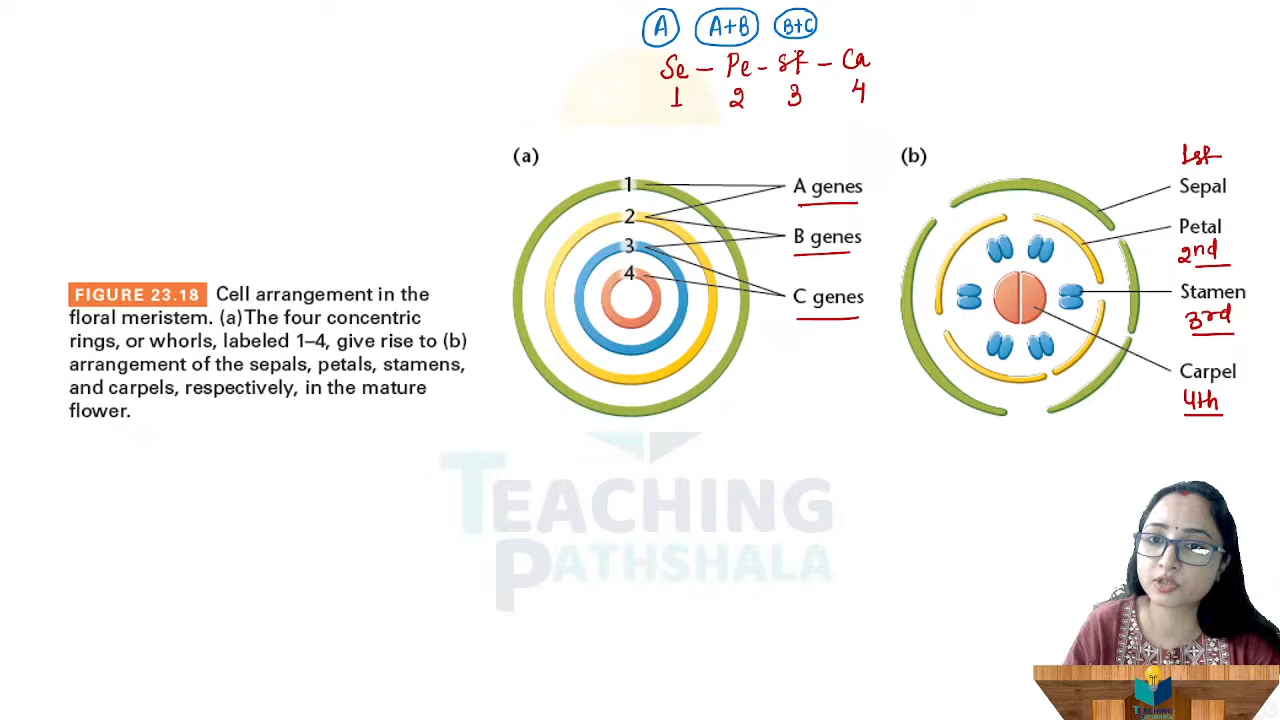 A A+B B+C
Se – Pe – St – Ca
1 2 3 4
(a)
1
2
3
4
A genes
B genes
C genes
(b)
1st
Sepal
Petal
2nd
Stamen
3rd
Carpel
4th
FIGURE 23.18 Cell arrangement in the
floral meristem. (a)The four concentric
rings, or whorls, labeled 1–4, give rise to (b)
arrangement of the sepals, petals, stamens,
and carpels, respectively, in the mature
flower.
TEACHING
PATHSHALA
TEACHING
PATHSHALA